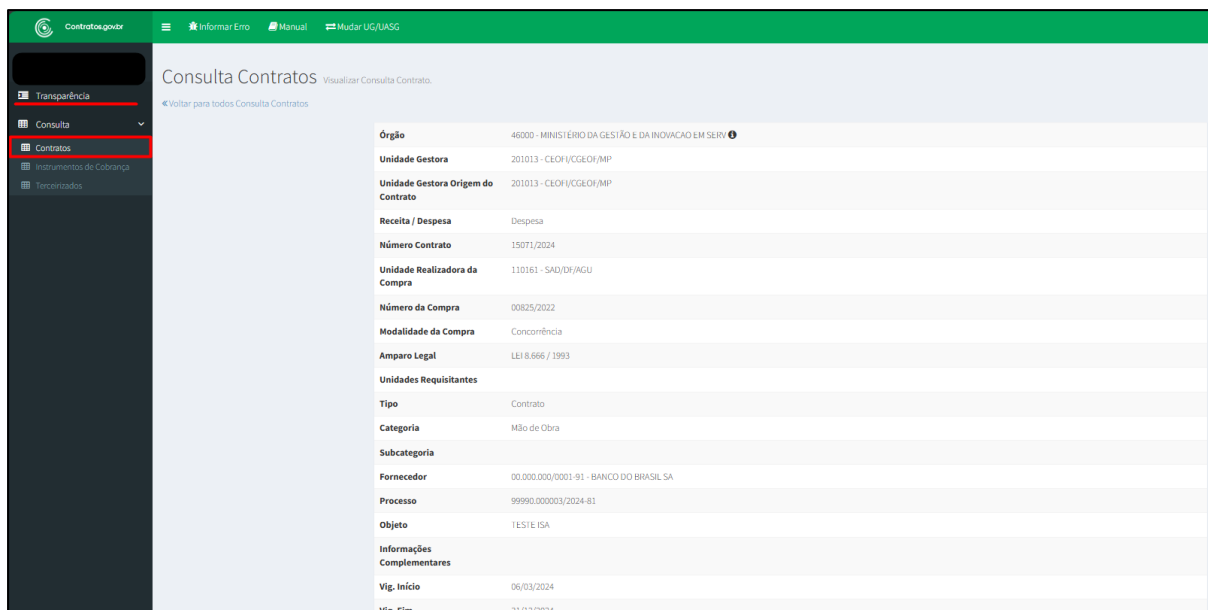 Contratos.gov.br
Informar Erro Manual Mudar UG/UASG
Transparência
Consulta
Contratos
Instrumentos de Cobrança
Terceirizados
Consulta Contratos Visualizar Consulta Contrato.
Voltar para todos Consulta Contratos
Órgão 46000 - MINISTÉRIO DA GESTÃO E DA INOVACAO EM SERV
Unidade Gestora 201013 - CEOFI/CGEOF/MP
Unidade Gestora Origem do 201013 - CEOFI/CGEOF/MP
Contrato
Receita / Despesa Despesa
Número Contrato 15071/2024
Unidade Realizadora da 110161 - SAD/DF/AGU
Compra
Número da Compra 00825/2022
Modalidade da Compra Concorrência
Amparo Legal LEI 8.666 / 1993
Unidades Requisitantes
Tipo Contrato
Categoria Mão de Obra
Subcategoria
Fornecedor 00.000.000/0001-91 - BANCO DO BRASIL SA
Processo 99990.000003/2024-81
Objeto TESTE ISA
Informações
Complementares
Vig. Início 06/03/2024